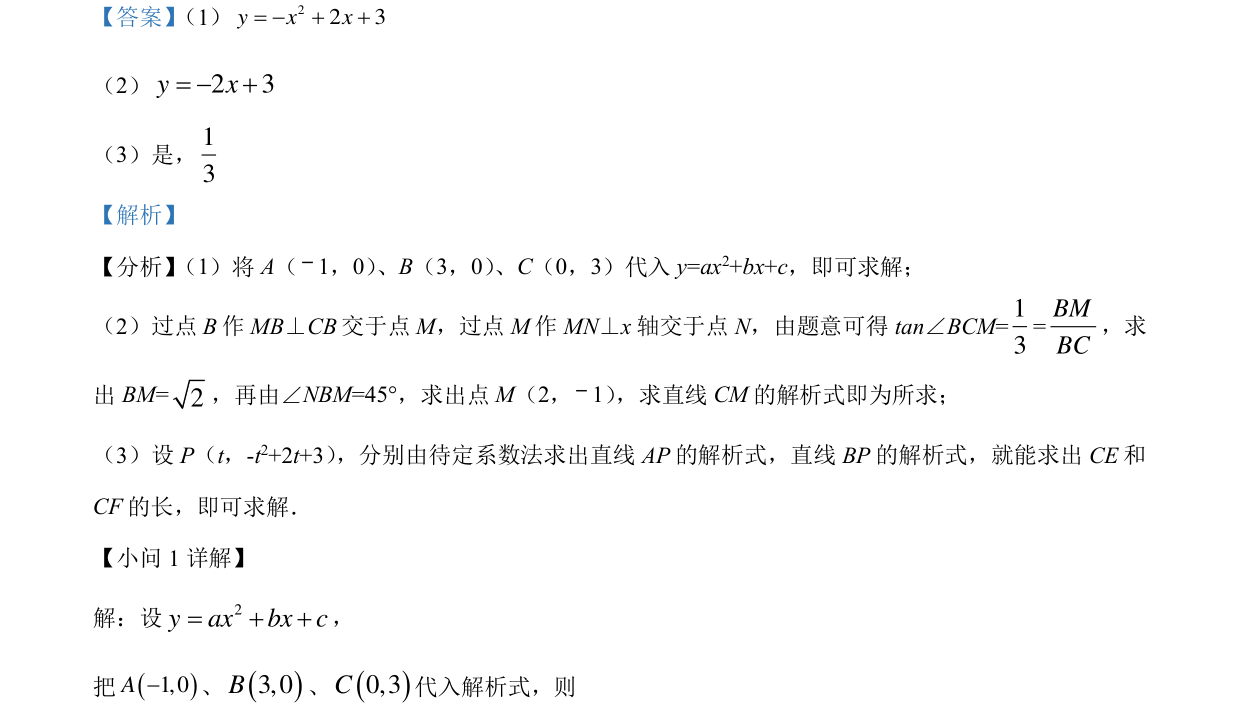 【答案】（1） y = −x² + 2x + 3
（2） y = −2x + 3
（3）是， 1/3
【解析】
【分析】（1）将 A（﹣1，0）、B（3，0）、C（0，3）代入 y=ax²+bx+c，即可求解；
（2）过点 B 作 MB⊥CB 交于点 M，过点 M 作 MN⊥x 轴交于点 N，由题意可得 tan∠BCM= 1/3 = BM/BC ，求
出 BM= √2 ，再由∠NBM=45°，求出点 M（2，﹣1），求直线 CM 的解析式即为所求；
（3）设 P（t，-t²+2t+3），分别由待定系数法求出直线 AP 的解析式，直线 BP 的解析式，就能求出 CE 和
CF 的长，即可求解．
【小问 1 详解】
解：设 y = ax² + bx + c ，
把 A(−1,0) 、 B(3,0) 、 C(0,3) 代入解析式，则